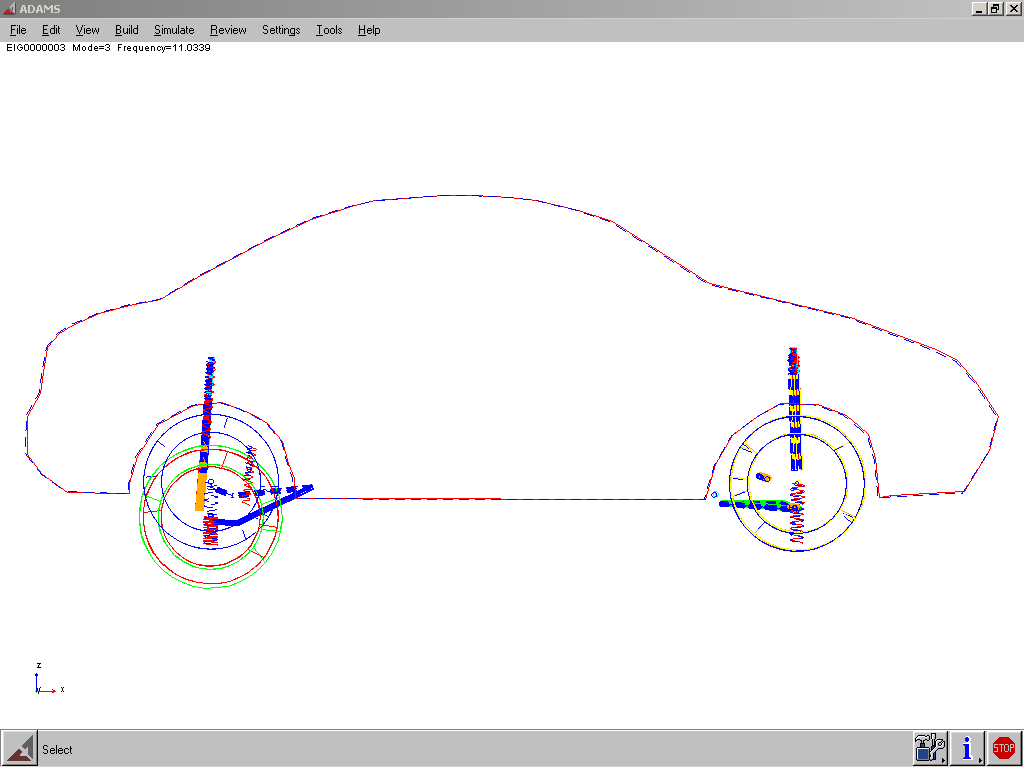 ADAMS
File Edit View Build Simulate Review Settings Tools Help
EIG0000003 Mode=3 Frequency=11.0339
z
y x
Select
i STOP